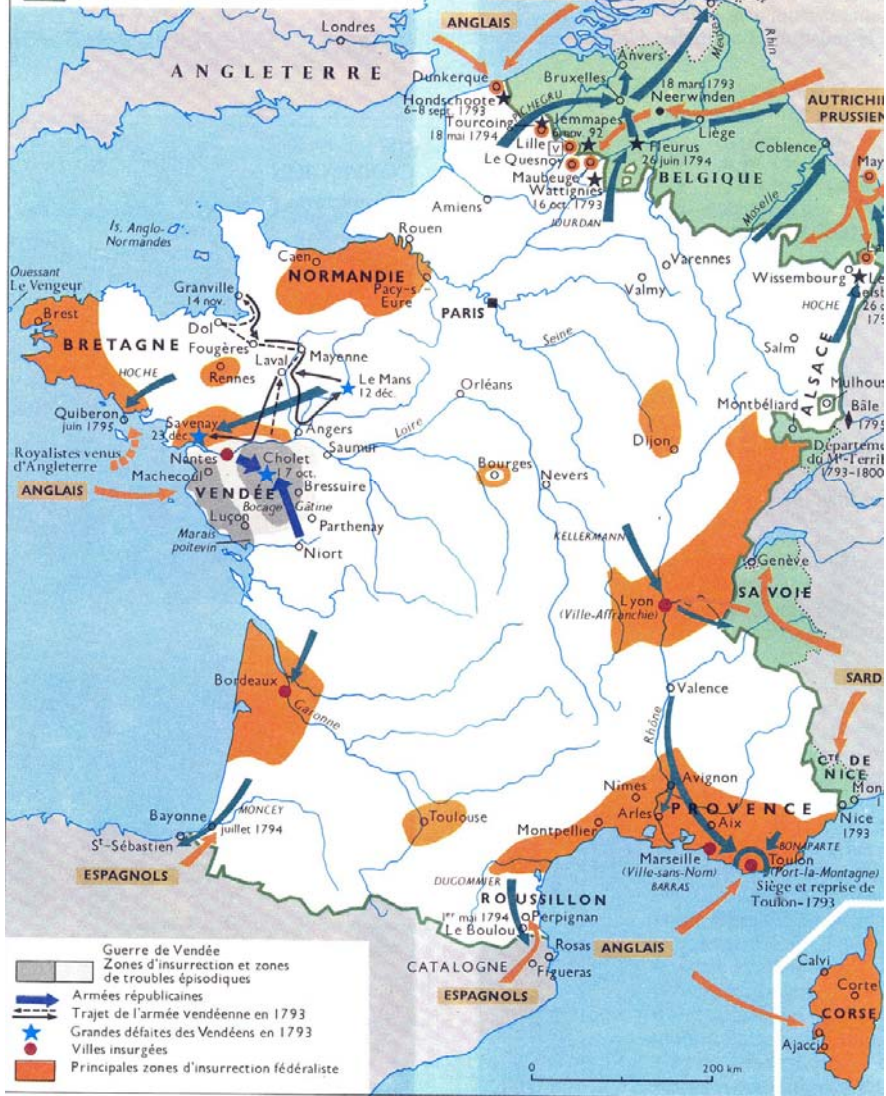 Londres
ANGLETERRE
ANGLAIS
Dunkerque
Hondschoote
6-8 sept. 1793
Tourcoing
18 mai 1794
PICHEGRU
Bruxelles
Anvers
Meuse
Rhin
18 mars 1793
Neerwinden
Jemmapes
6 nov. 92
Lille
V
Le Quesnoy
Maubeuge
Wattignies
16 oct. 1793
Fleurus
26 juin 1794
Liège
BELGIQUE
JOURDAN
AUTRICHIE
PRUSSIEN
Coblence
May
Moselle
La
Wissembourg
HOCHE
Amiens
Rouen
Is. Anglo-
Normandes
Caen
NORMANDIE
Pacy-s-
Eure
PARIS
Varennes
Valmy
Seine
Salm
ALSACE
Mulhous
Montbéliard
Bâle
1795
Départeme
du Mt-Territ
1793-1800
Ouessant
Le Vengeur
Brest
BRETAGNE
Granville
14 nov.
Dol
Fougères
Laval
Mayenne
Rennes
HOCHE
Le Mans
12 déc.
Quiberon
juin 1795
Savenay
23 déc.
Angers
Loire
Orléans
Saumur
Royalistes venus
d'Angleterre
ANGLAIS
Nantes
Machecoul
Cholet
17 oct.
VENDÉE
Bressuire
Bocage
Gâtine
Luçon
Parthenay
Marais
poitevin
Niort
Bourges
Nevers
Dijon
KELLERMANN
Genève
SAVOIE
Lyon
(Ville-Affranchie)
SARD
Bordeaux
Garonne
Valence
Rhône
CTÉ DE
NICE
Mon
Nice
1793
Bayonne
MONCEY
juillet 1794
St-Sébastien
ESPAGNOLS
Toulouse
Nîmes
Avignon
Arles
PROVENCE
Aix
Montpellier
Marseille
(Ville-sans-Nom)
BARRAS
BONAPARTE
Toulon
(Port-la-Montagne)
Siège et reprise de
Toulon-1793
DUGOMMIER
ROUSSILLON
1er mai 1794
Perpignan
Le Boulou
ANGLAIS
Rosas
CATALOGNE
Figueras
ESPAGNOLS
Calvi
Corte
CORSE
Ajaccio
Guerre de Vendée
Zones d'insurrection et zones
de troubles épisodiques
Armées républicaines
Trajet de l'armée vendéenne en 1793
Grandes défaites des Vendéens en 1793
Villes insurgées
Principales zones d'insurrection fédéraliste
0
200 km